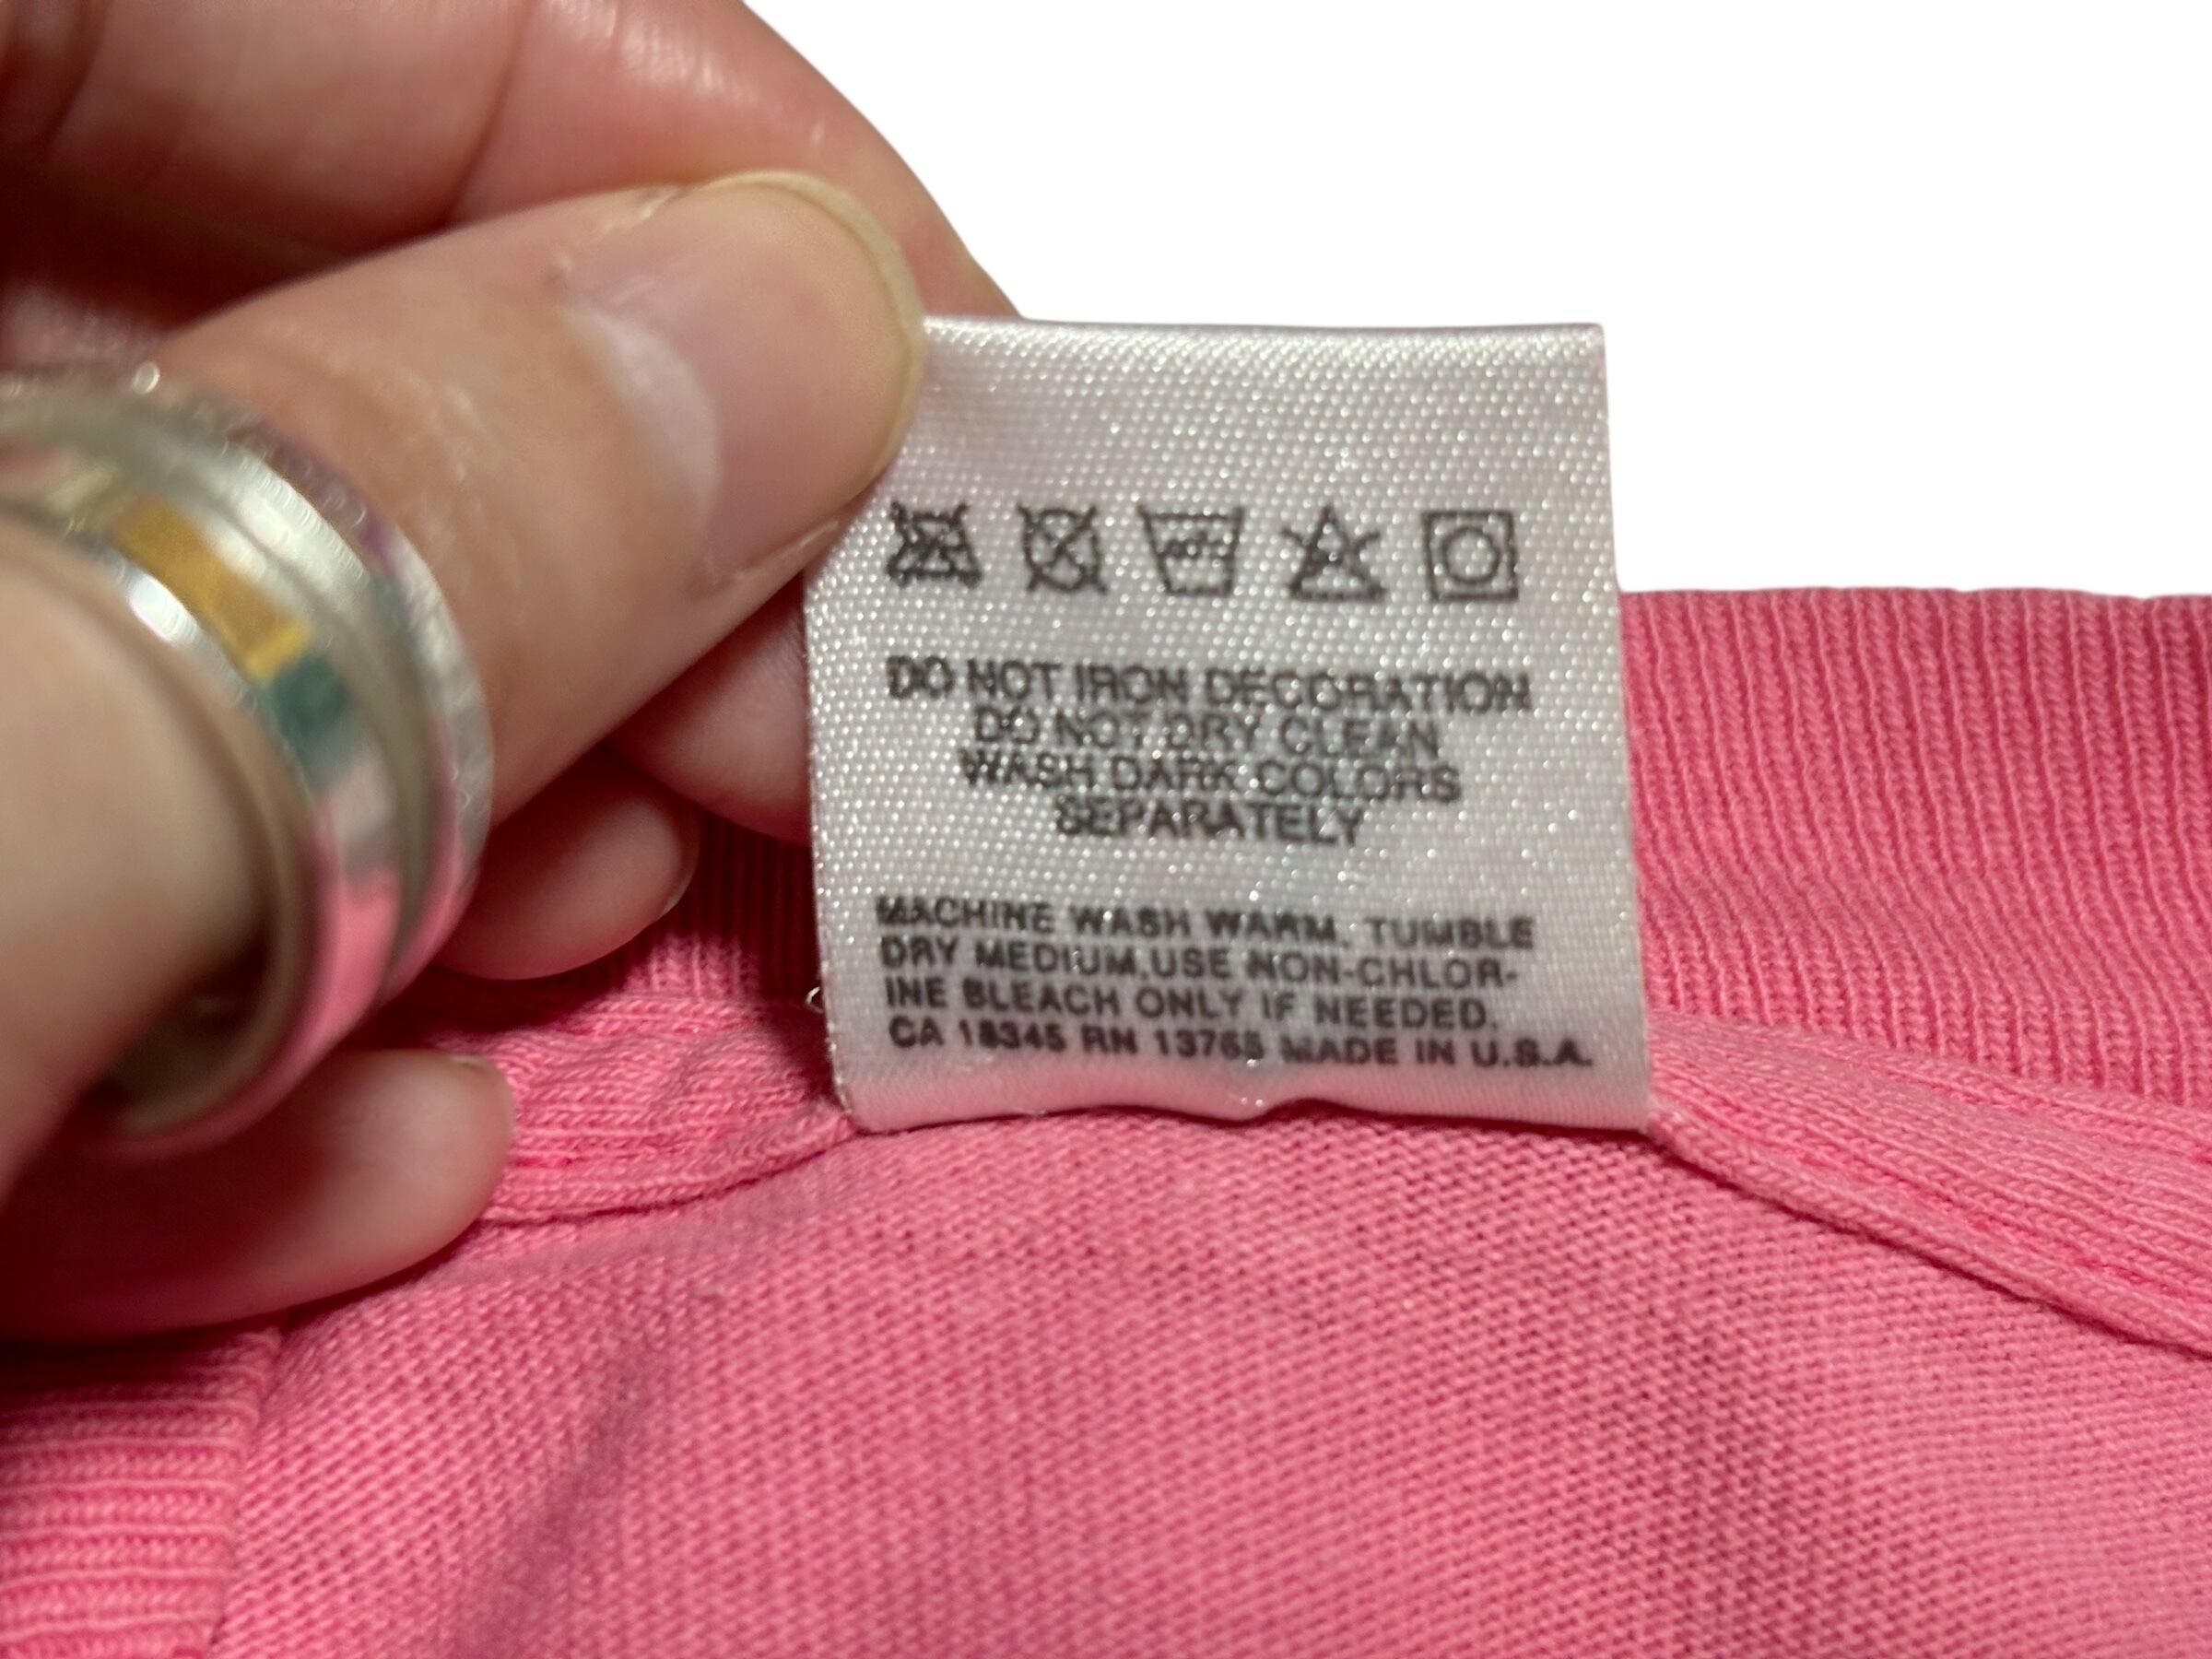 DO NOT IRON DECORATION
DO NOT DRY CLEAN
WASH DARK COLORS
SEPARATELY
MACHINE WASH WARM. TUMBLE
DRY MEDIUM.USE NON-CHLOR-
INE BLEACH ONLY IF NEEDED.
CA 18345 RN 13765 MADE IN U.S.A.